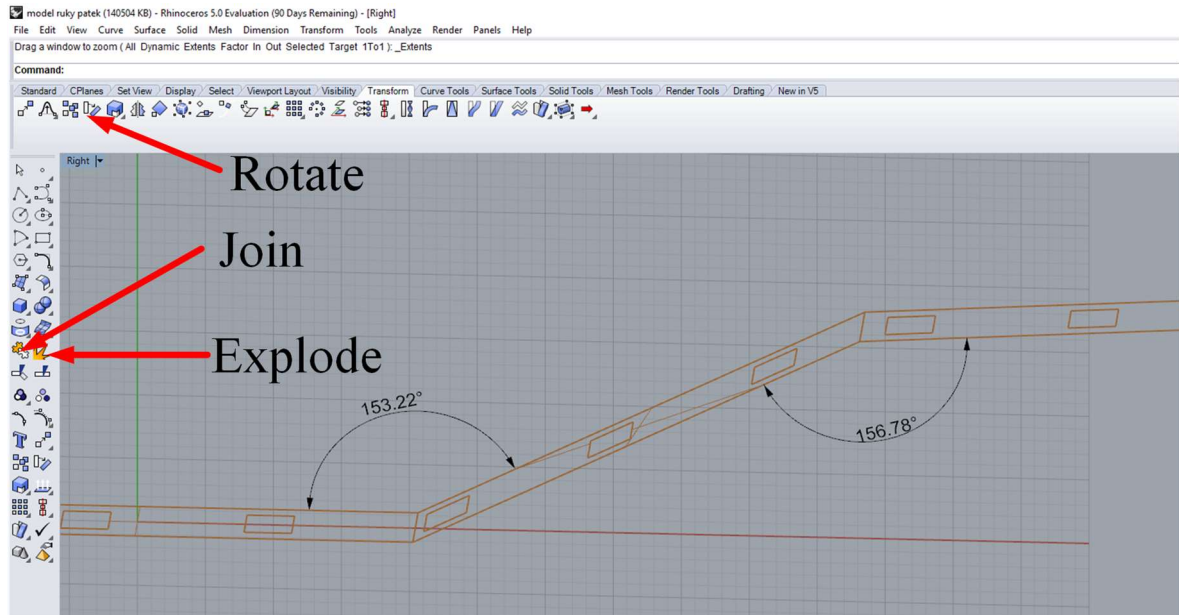 model ruky patek (140504 KB) - Rhinoceros 5.0 Evaluation (90 Days Remaining) - [Right]
File Edit View Curve Surface Solid Mesh Dimension Transform Tools Analyze Render Panels Help
Drag a window to zoom ( All Dynamic Extents Factor In Out Selected Target 1To1 ): _Extents
Command:
Standard CPlanes Set View Display Select Viewport Layout Visibility Transform Curve Tools Surface Tools Solid Tools Mesh Tools Render Tools Drafting New in V5
Right
Rotate
Join
Explode
153.22°
156.78°